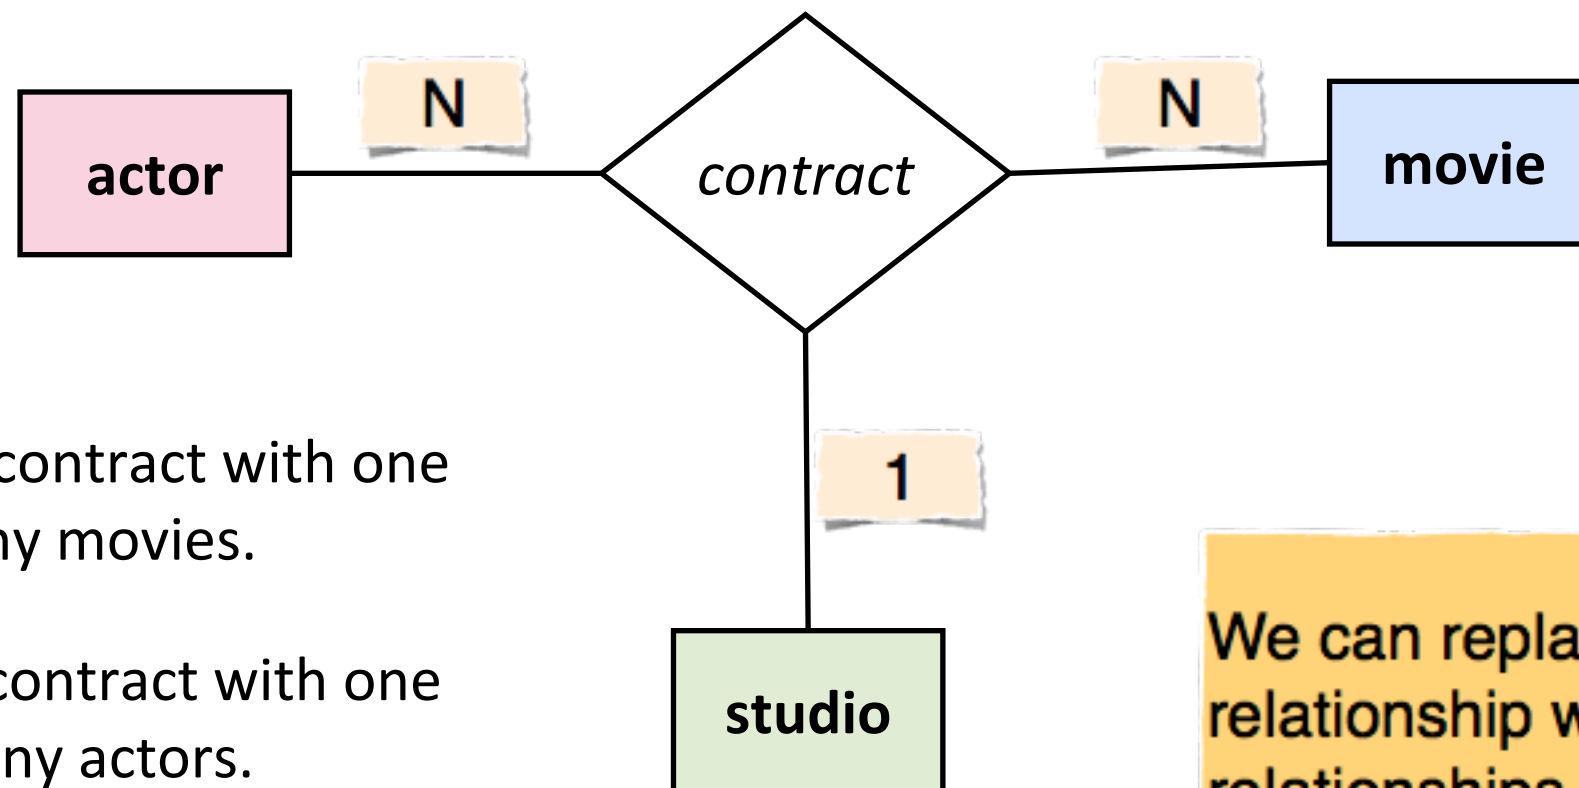 N
N
actor
contract
movie
contract with one
ny movies.
1
contract with one
ny actors.
studio
We can repla
relationship w
relationships